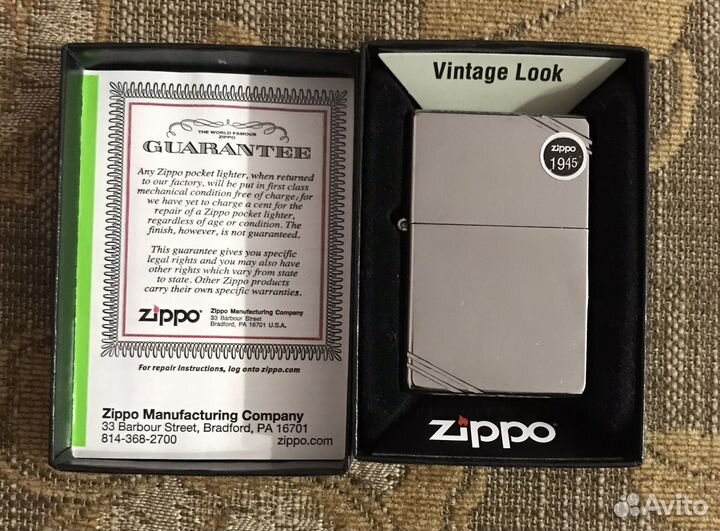 THE WORLD FAMOUS
ZIPPO
GUARANTEE
Any Zippo pocket lighter, when returned
to our factory, will be put in first class
mechanical condition free of charge, for
we have yet to charge a cent for the
repair of a Zippo pocket lighter,
regardless of age or condition. The
finish, however, is not guaranteed.
This guarantee gives you specific
legal rights and you may also have
other rights which vary from state
to state. Other Zippo products
carry their own specific warranties.
zippo
Zippo Manufacturing Company
33 Barbour Street
Bradford, PA 16701 U.S.A.
For repair instructions, log onto zippo.com
Zippo Manufacturing Company
33 Barbour Street, Bradford, PA 16701
814-368-2700
zippo.com
Vintage Look
zippo
1945
zippo
Avito